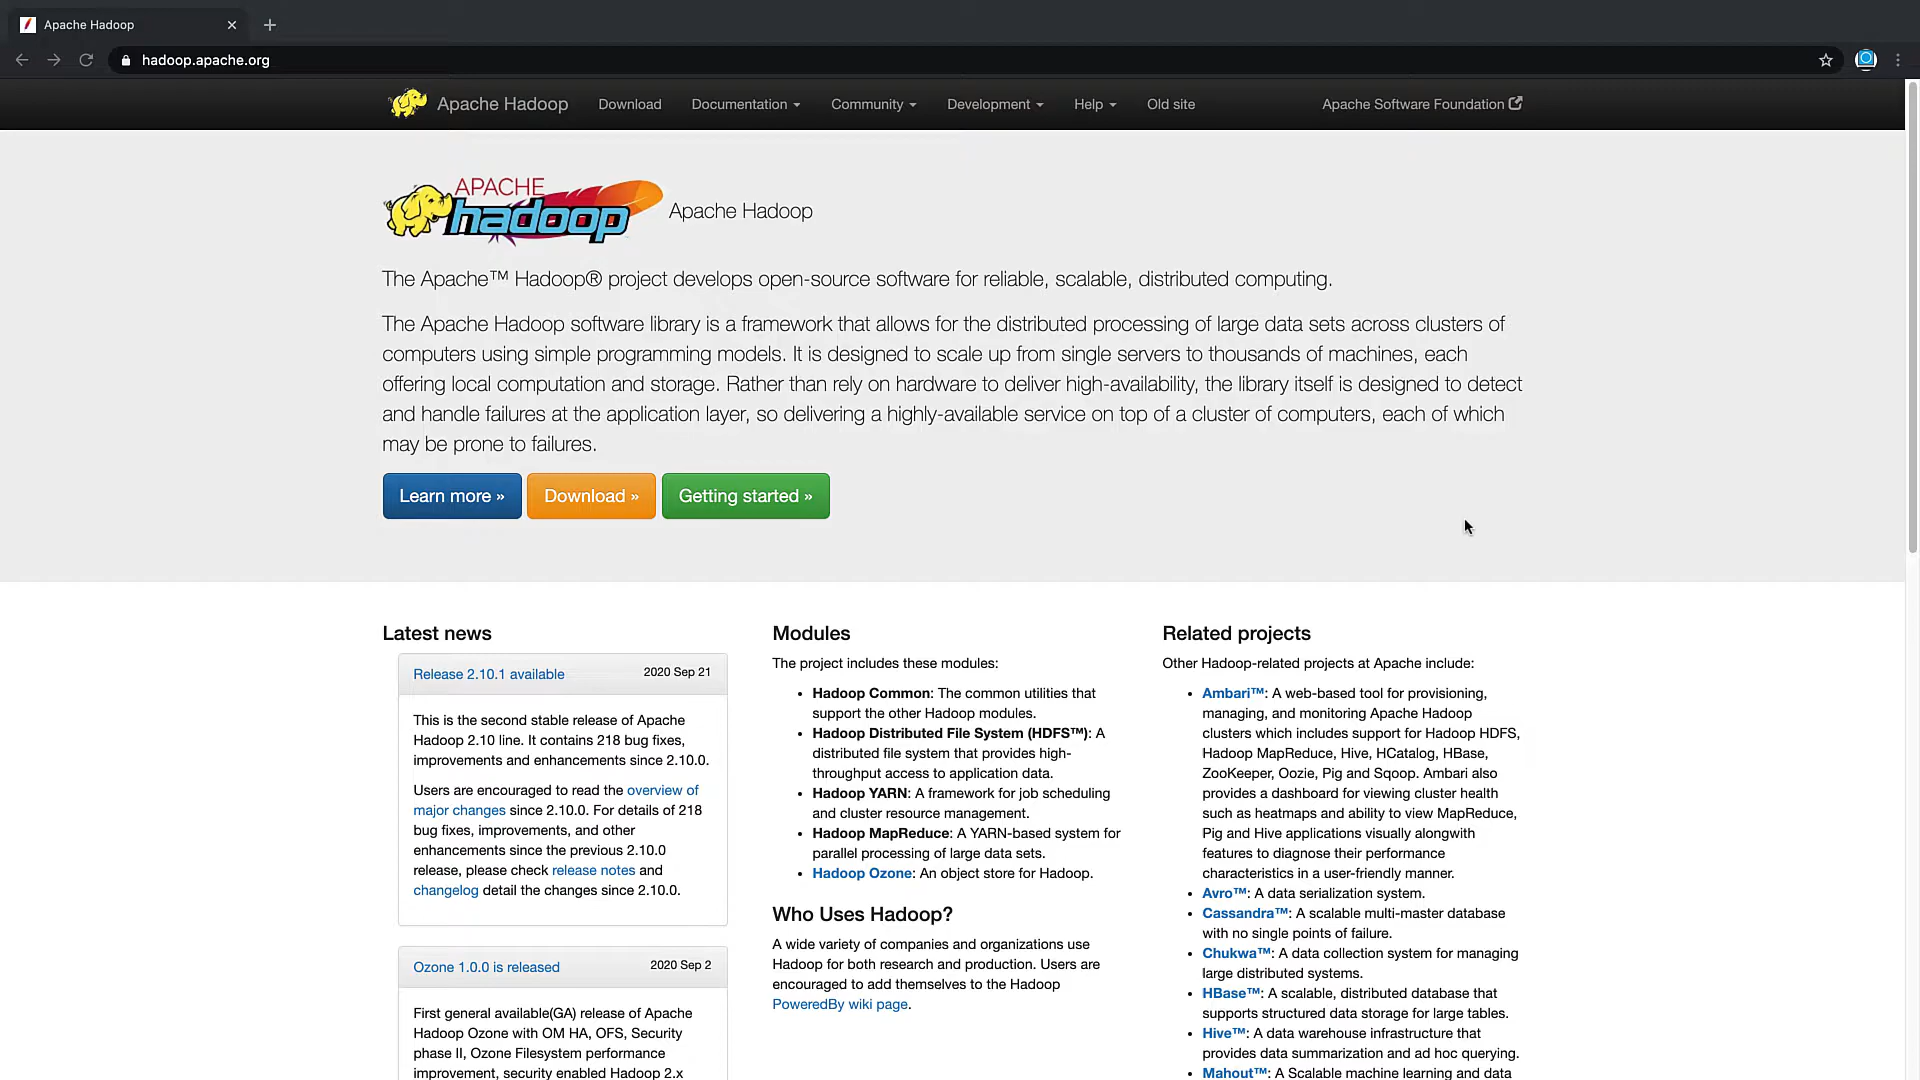 Apache Hadoop
hadoop.apache.org
Apache Hadoop Download Documentation Community Development Help Old site Apache Software Foundation
APACHE
hadoop
Apache Hadoop
The Apache™ Hadoop® project develops open-source software for reliable, scalable, distributed computing.
The Apache Hadoop software library is a framework that allows for the distributed processing of large data sets across clusters of
computers using simple programming models. It is designed to scale up from single servers to thousands of machines, each
offering local computation and storage. Rather than rely on hardware to deliver high-availability, the library itself is designed to detect
and handle failures at the application layer, so delivering a highly-available service on top of a cluster of computers, each of which
may be prone to failures.
Learn more » Download » Getting started »
Latest news
Release 2.10.1 available 2020 Sep 21
This is the second stable release of Apache
Hadoop 2.10 line. It contains 218 bug fixes,
improvements and enhancements since 2.10.0.
Users are encouraged to read the overview of
major changes since 2.10.0. For details of 218
bug fixes, improvements, and other
enhancements since the previous 2.10.0
release, please check release notes and
changelog detail the changes since 2.10.0.
Ozone 1.0.0 is released 2020 Sep 2
First general available(GA) release of Apache
Hadoop Ozone with OM HA, OFS, Security
phase II, Ozone Filesystem performance
improvement, security enabled Hadoop 2.x
Modules
The project includes these modules:
• Hadoop Common: The common utilities that
support the other Hadoop modules.
• Hadoop Distributed File System (HDFS™): A
distributed file system that provides high-
throughput access to application data.
• Hadoop YARN: A framework for job scheduling
and cluster resource management.
• Hadoop MapReduce: A YARN-based system for
parallel processing of large data sets.
• Hadoop Ozone: An object store for Hadoop.
Who Uses Hadoop?
A wide variety of companies and organizations use
Hadoop for both research and production. Users are
encouraged to add themselves to the Hadoop
PoweredBy wiki page.
Related projects
Other Hadoop-related projects at Apache include:
• Ambari™: A web-based tool for provisioning,
managing, and monitoring Apache Hadoop
clusters which includes support for Hadoop HDFS,
Hadoop MapReduce, Hive, HCatalog, HBase,
ZooKeeper, Oozie, Pig and Sqoop. Ambari also
provides a dashboard for viewing cluster health
such as heatmaps and ability to view MapReduce,
Pig and Hive applications visually alongwith
features to diagnose their performance
characteristics in a user-friendly manner.
• Avro™: A data serialization system.
• Cassandra™: A scalable multi-master database
with no single points of failure.
• Chukwa™: A data collection system for managing
large distributed systems.
• HBase™: A scalable, distributed database that
supports structured data storage for large tables.
• Hive™: A data warehouse infrastructure that
provides data summarization and ad hoc querying.
• Mahout™: A Scalable machine learning and data